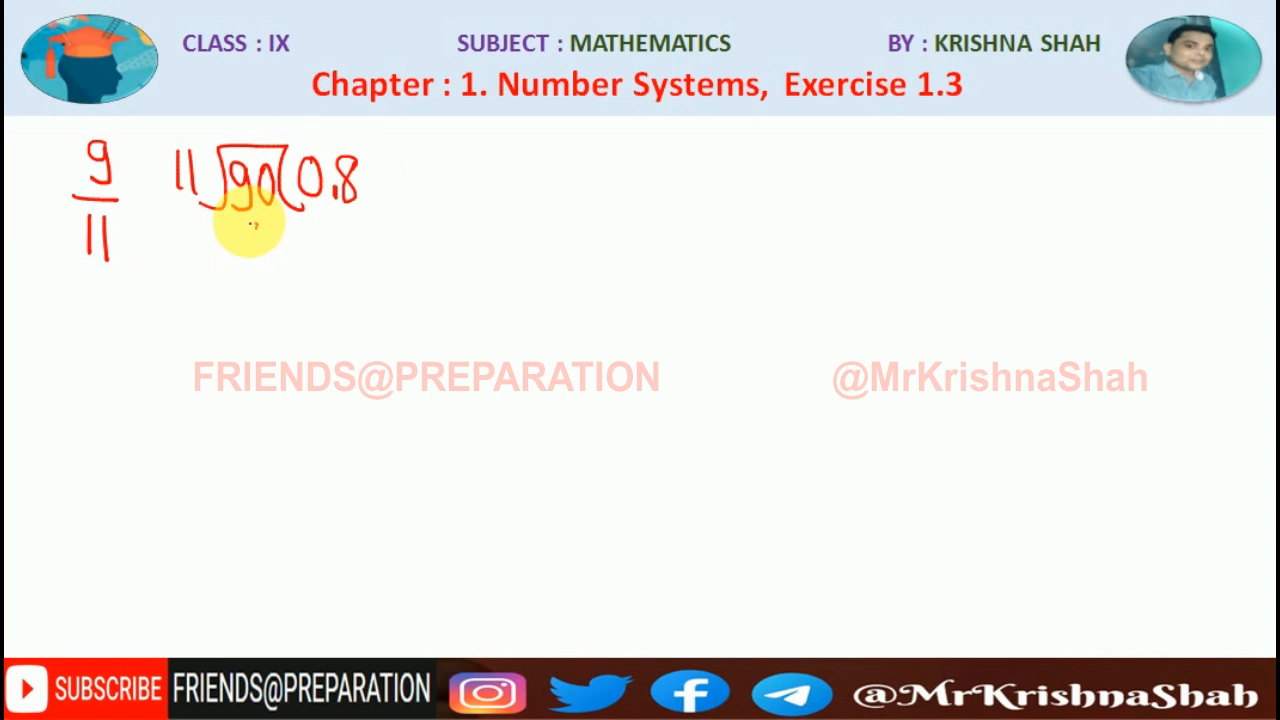 CLASS : IX SUBJECT : MATHEMATICS BY : KRISHNA SHAH
Chapter : 1. Number Systems, Exercise 1.3
9
11
11 90 0.8
FRIENDS@PREPARATION @MrKrishnaShah
SUBSCRIBE FRIENDS@PREPARATION @MrKrishnaShah